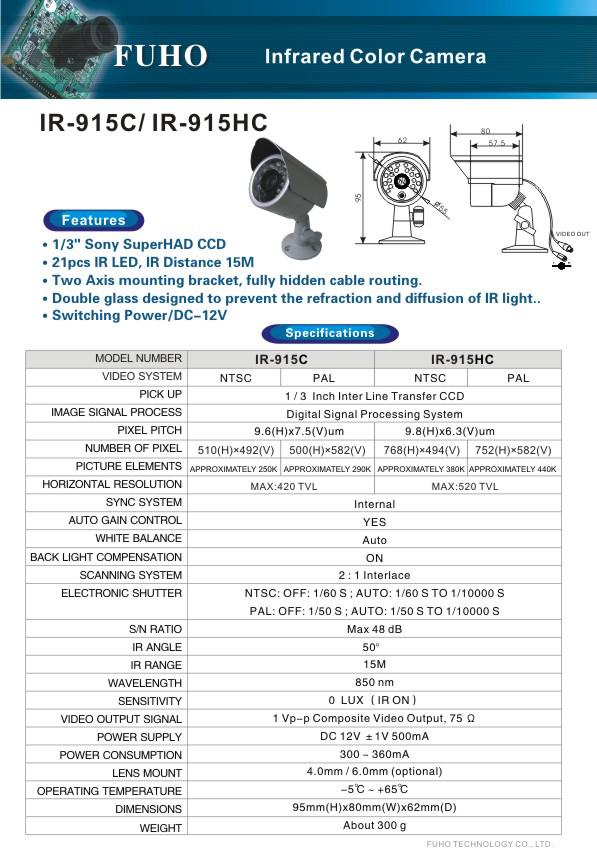 FUHO
Infrared Color Camera
IR-915C/ IR-915HC
62
80
57.5
95
VIDEO OUT
Features
• 1/3" Sony SuperHAD CCD
• 21pcs IR LED, IR Distance 15M
• Two Axis mounting bracket, fully hidden cable routing.
• Double glass designed to prevent the refraction and diffusion of IR light..
• Switching Power/DC–12V
Specifications
MODEL NUMBER IR-915C IR-915HC
VIDEO SYSTEM NTSC PAL NTSC PAL
PICK UP 1 / 3 Inch Inter Line Transfer CCD
IMAGE SIGNAL PROCESS Digital Signal Processing System
PIXEL PITCH 9.6(H)x7.5(V)um 9.8(H)x6.3(V)um
NUMBER OF PIXEL 510(H)×492(V) 500(H)×582(V) 768(H)×494(V) 752(H)×582(V)
PICTURE ELEMENTS APPROXIMATELY 250K APPROXIMATELY 290K APPROXIMATELY 380K APPROXIMATELY 440K
HORIZONTAL RESOLUTION MAX:420 TVL MAX:520 TVL
SYNC SYSTEM Internal
AUTO GAIN CONTROL YES
WHITE BALANCE Auto
BACK LIGHT COMPENSATION ON
SCANNING SYSTEM 2 : 1 Interlace
ELECTRONIC SHUTTER NTSC: OFF: 1/60 S ; AUTO: 1/60 S TO 1/10000 S
PAL: OFF: 1/50 S ; AUTO: 1/50 S TO 1/10000 S
S/N RATIO Max 48 dB
IR ANGLE 50°
IR RANGE 15M
WAVELENGTH 850 nm
SENSITIVITY 0 LUX ( IR ON )
VIDEO OUTPUT SIGNAL 1 Vp–p Composite Video Output, 75 Ω
POWER SUPPLY DC 12V ±1V 500mA
POWER CONSUMPTION 300 ~ 360mA
LENS MOUNT 4.0mm / 6.0mm (optional)
OPERATING TEMPERATURE –5℃ ~ +65℃
DIMENSIONS 95mm(H)x80mm(W)x62mm(D)
WEIGHT About 300 g
FUHO TECHNOLOGY CO., LTD.